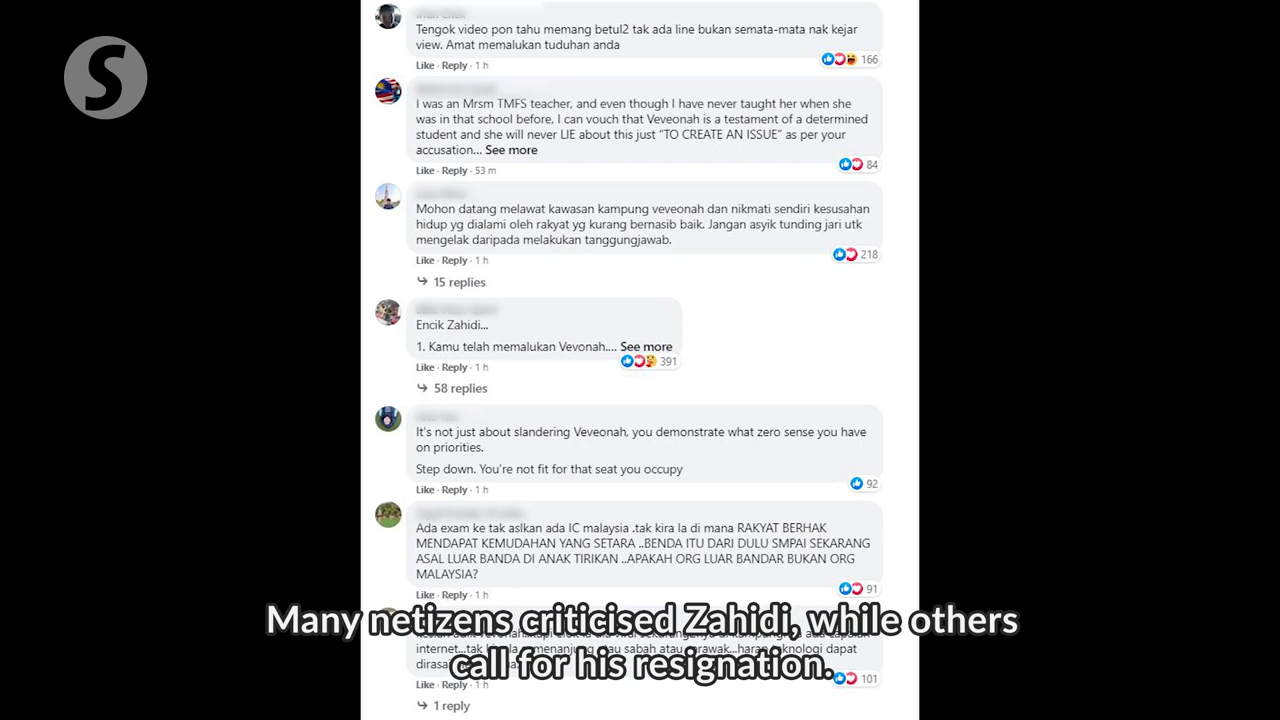 S
Tengok video pon tahu memang betul2 tak ada line bukan semata-mata nak kejar
view. Amat memalukan tuduhan anda
166
Like · Reply · 1 h
I was an Mrsm TMFS teacher, and even though I have never taught her when she
was in that school before, I can vouch that Veveonah is a testament of a determined
student and she will never LIE about this just “TO CREATE AN ISSUE” as per your
accusation... See more
84
Like · Reply · 53 m
Mohon datang melawat kawasan kampung veveonah dan nikmati sendiri kesusahan
hidup yg dialami oleh rakyat yg kurang bernasib baik. Jangan asyik tunding jari utk
mengelak daripada melakukan tanggungjawab.
218
Like · Reply · 1 h
15 replies
Encik Zahidi...
1. Kamu telah memalukan Vevonah.... See more
391
Like · Reply · 1 h
58 replies
It's not just about slandering Veveonah, you demonstrate what zero sense you have
on priorities.
Step down. You're not fit for that seat you occupy
92
Like · Reply · 1 h
Ada exam ke tak aslkan ada IC malaysia .tak kira la di mana RAKYAT BERHAK
MENDAPAT KEMUDAHAN YANG SETARA ..BENDA ITU DARI DULU SMPAI SEKARANG
ASAL LUAR BANDA DI ANAK TIRIKAN ..APAKAH ORG LUAR BANDAR BUKAN ORG
MALAYSIA?
91
Like · Reply · 1 h
Many netizens criticised Zahidi, while others
call for his resignation.
internet...tak
teknologi dapat
101
Like · Reply · 1 h
1 reply